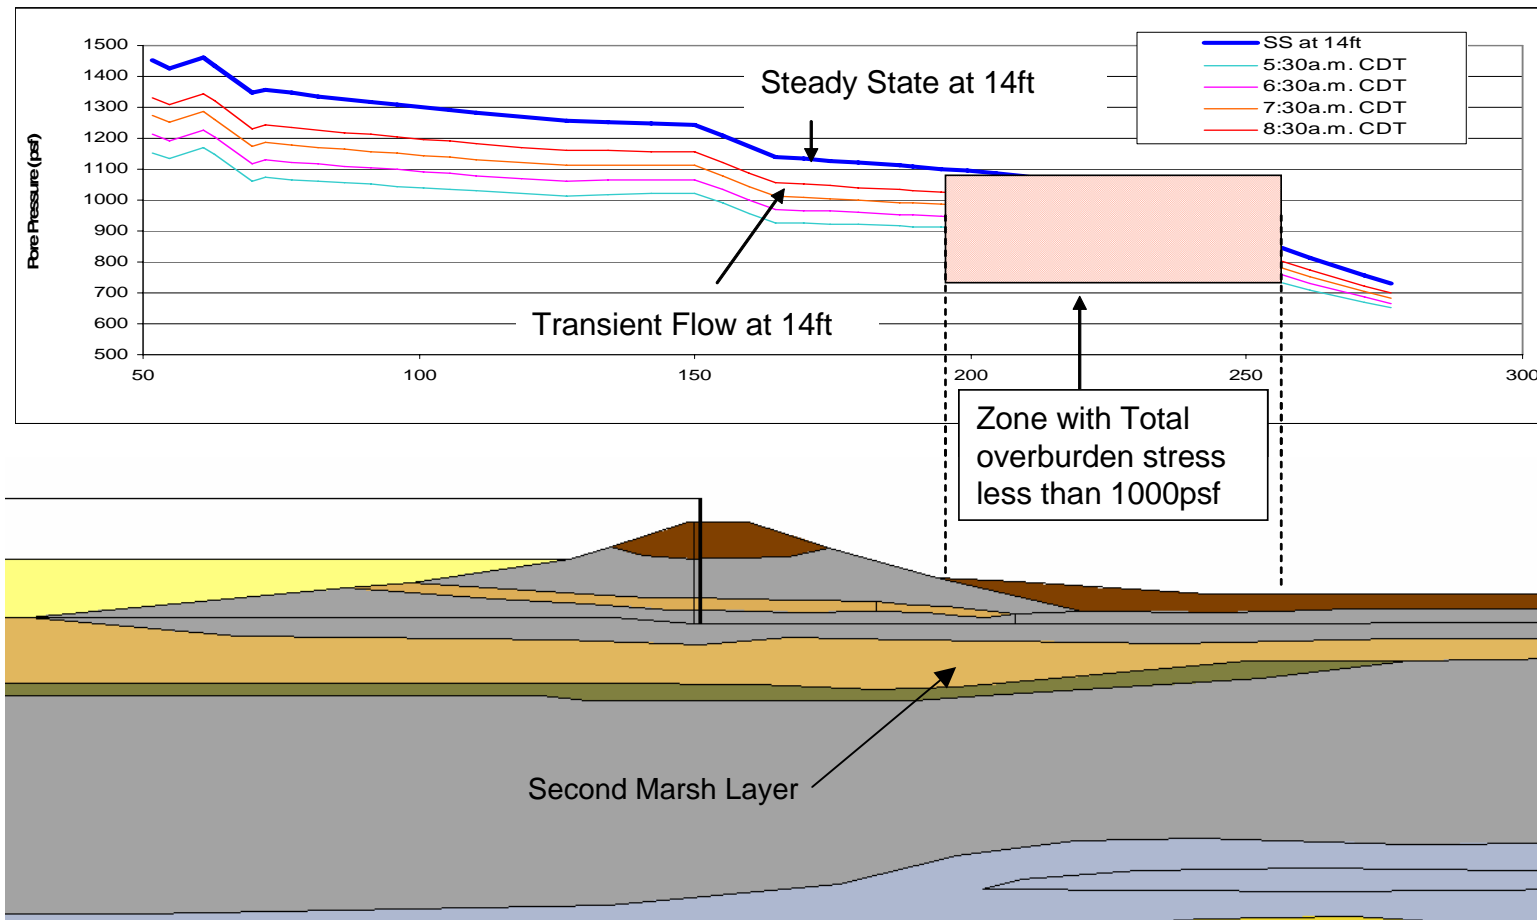 1500
1400
1300
1200
1100
1000
900
800
700
600
500
Pore Pressure (psf)
50
100
150
200
250
300
SS at 14ft
5:30a.m. CDT
6:30a.m. CDT
7:30a.m. CDT
8:30a.m. CDT
Steady State at 14ft
Transient Flow at 14ft
Zone with Total
overburden stress
less than 1000psf
Second Marsh Layer